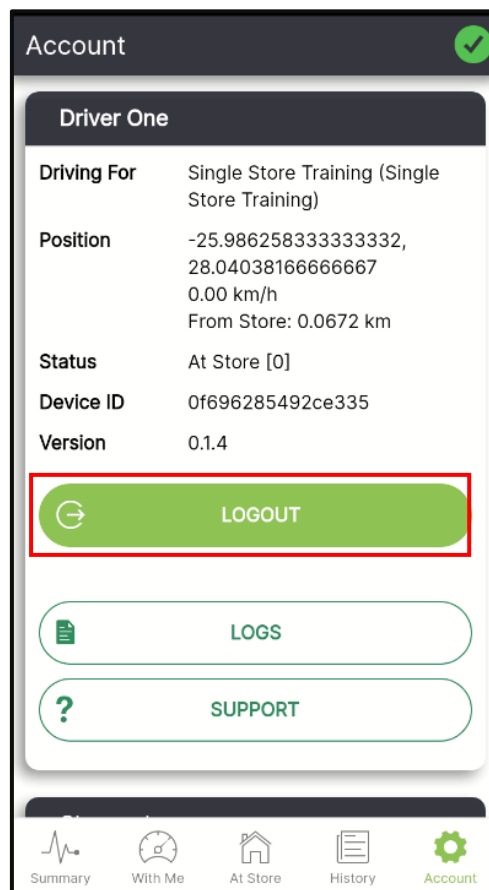 Account
Driver One
Driving For
Single Store Training (Single
Store Training)
Position
-25.986258333333332,
28.04038166666667
0.00 km/h
From Store: 0.0672 km
Status
At Store [0]
Device ID
0f696285492ce335
Version
0.1.4
LOGOUT
LOGS
? SUPPORT
Summary
With Me
At Store
History
Account